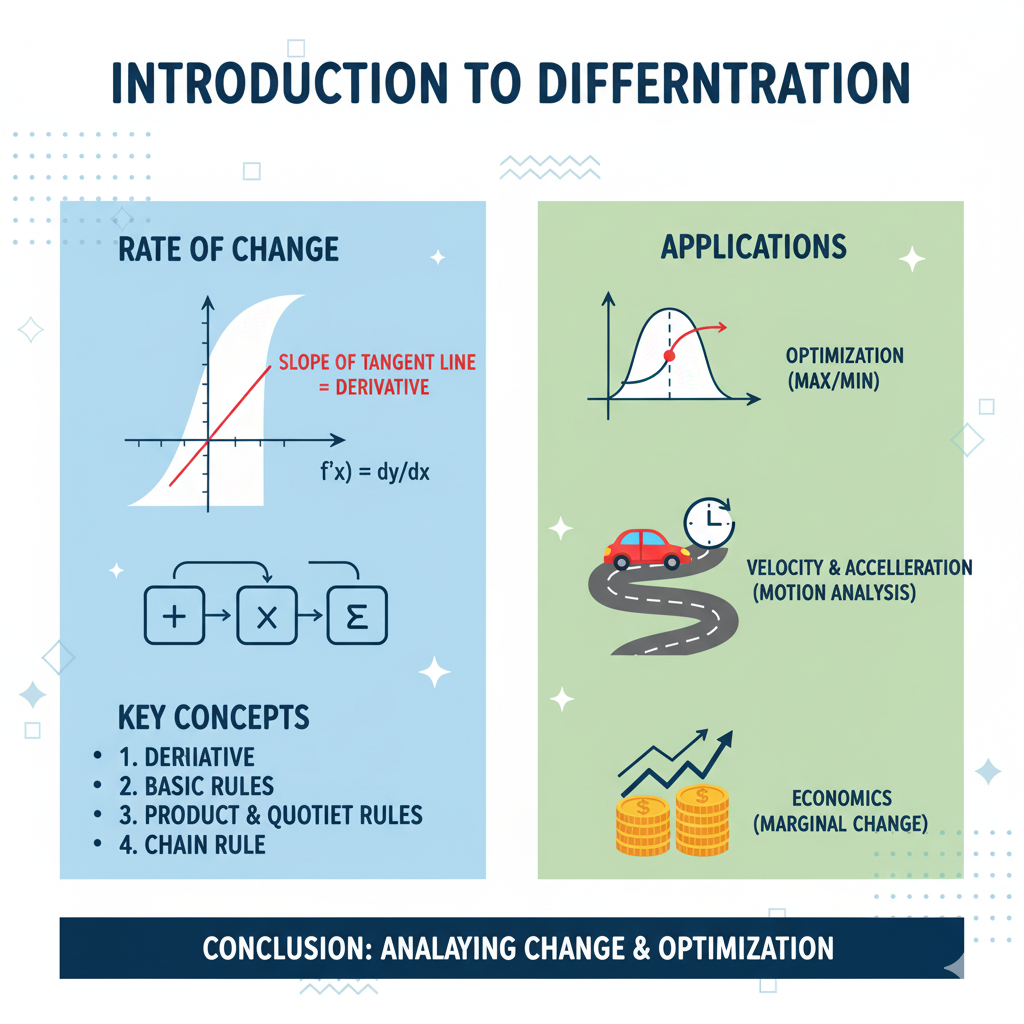 INTRODUCTION TO DIFFERNTRATION
RATE OF CHANGE
SLOPE OF TANGENT LINE
= DERIVATIVE
f'x) = dy/dx
+ X Σ
KEY CONCEPTS
• 1. DERIIATIVE
• 2. BASIC RULES
• 3. PRODUCT & QUOTIET RULES
• 4. CHAIN RULE
APPLICATIONS
OPTIMIZATION
(MAX/MIN)
VELOCITY & ACCELLERATION
(MOTION ANALYSIS)
$ $
ECONOMICS
(MARGINAL CHANGE)
CONCLUSION: ANALAYING CHANGE & OPTIMIZATION